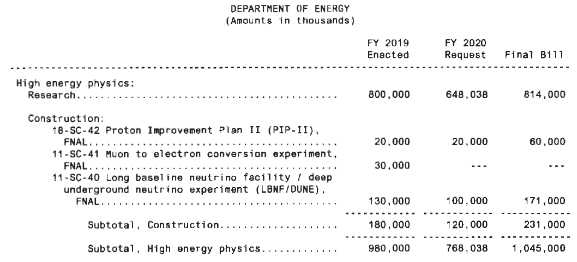 DEPARTMENT OF ENERGY
(Amounts in thousands)
FY 2019 FY 2020
Enacted Request Final Bill
High energy physics:
Research.................................... 800,000 648,038 814,000
Construction:
18-SC-42 Proton Improvement Plan II (PIP-II),
FNAL.................................. 20,000 20,000 60,000
11-SC-41 Muon to electron conversion experiment,
FNAL.................................. 30,000 --- ---
11-SC-40 Long baseline neutrino facility / deep
underground neutrino experiment (LBNF/DUNE),
FNAL................................. 130,000 100,000 171,000
Subtotal, Construction................. 180,000 120,000 231,000
Subtotal, High energy physics............ 980,000 768,038 1,045,000